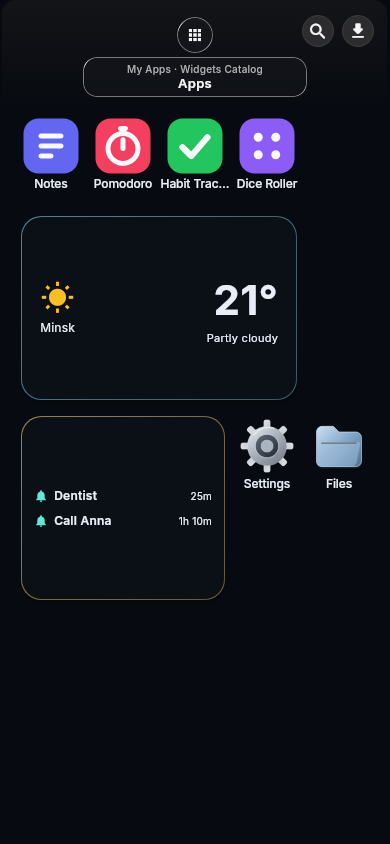 My Apps · Widgets Catalog
Apps
Notes
Pomodoro
Habit Trac...
Dice Roller
Minsk
21°
Partly cloudy
Dentist 25m
Call Anna 1h 10m
Settings
Files